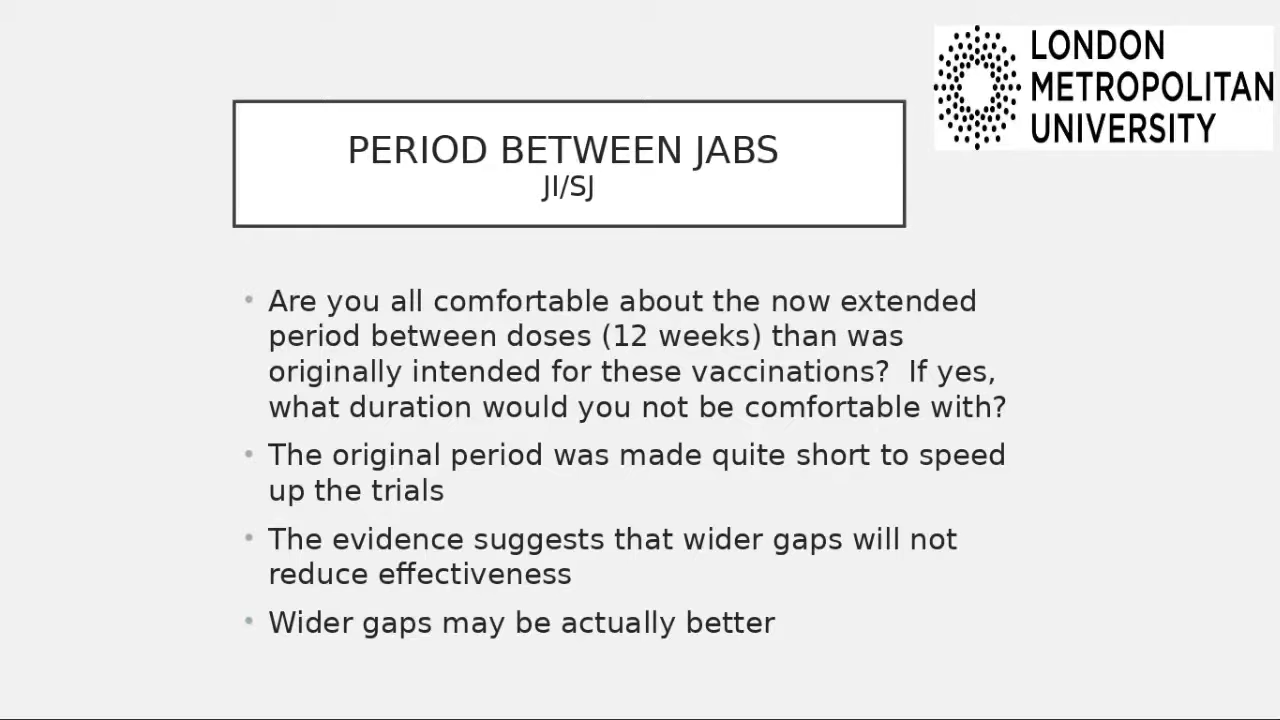 LONDON
METROPOLITAN
UNIVERSITY
PERIOD BETWEEN JABS
JI/SJ
• Are you all comfortable about the now extended
period between doses (12 weeks) than was
originally intended for these vaccinations?  If yes,
what duration would you not be comfortable with?
• The original period was made quite short to speed
up the trials
• The evidence suggests that wider gaps will not
reduce effectiveness
• Wider gaps may be actually better